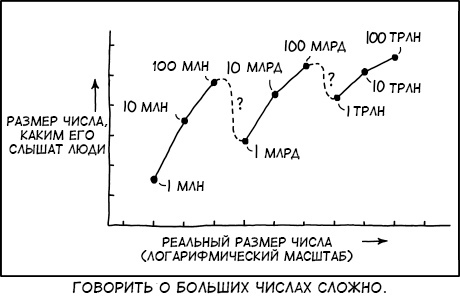 100 ТРЛН
100 МЛРД
100 МЛН
10 МЛРД
?
10 ТРЛН
10 МЛН
?
1 ТРЛН
РАЗМЕР ЧИСЛА,
КАКИМ ЕГО
СЛЫШАТ ЛЮДИ
1 МЛРД
1 МЛН
РЕАЛЬНЫЙ РАЗМЕР ЧИСЛА
(ЛОГАРИФМИЧЕСКИЙ МАСШТАБ)
ГОВОРИТЬ О БОЛЬШИХ ЧИСЛАХ СЛОЖНО.